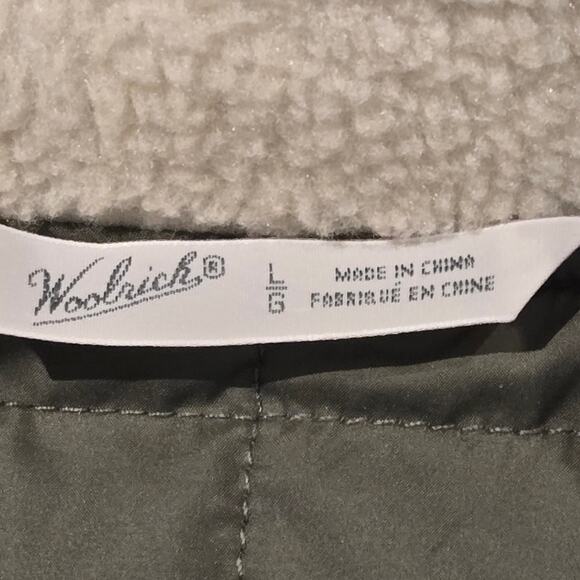 Woolrich®
L
G
MADE IN CHINA
FABRIQUÉ EN CHINE